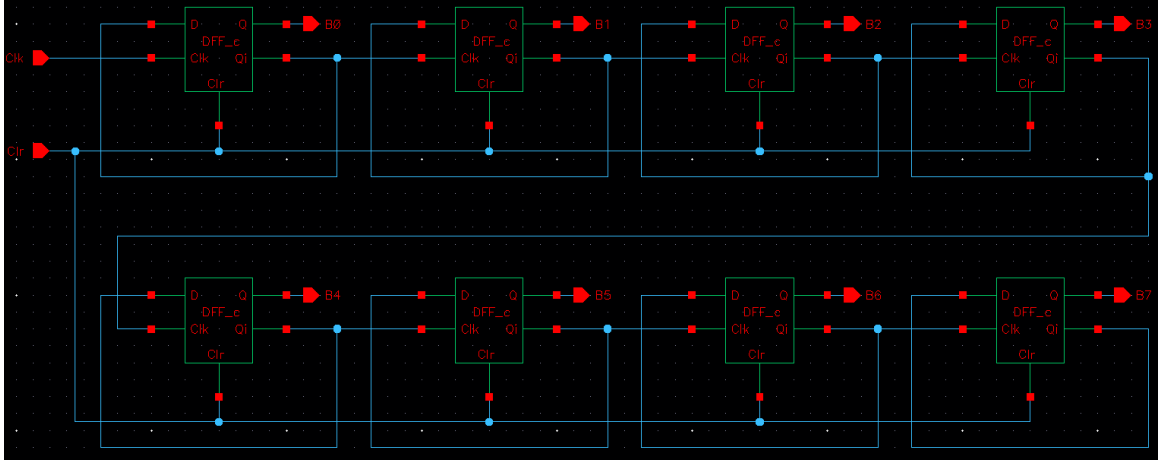 D Q B0 D Q B1 D Q B2 D Q B3
DFF_c DFF_c DFF_c DFF_c
Clk Clk Qi Clk Qi Clk Qi Clk Qi
Clr Clr Clr Clr
Clr
D Q B4 D Q B5 D Q B6 D Q B7
DFF_c DFF_c DFF_c DFF_c
Clk Qi Clk Qi Clk Qi Clk Qi
Clr Clr Clr Clr